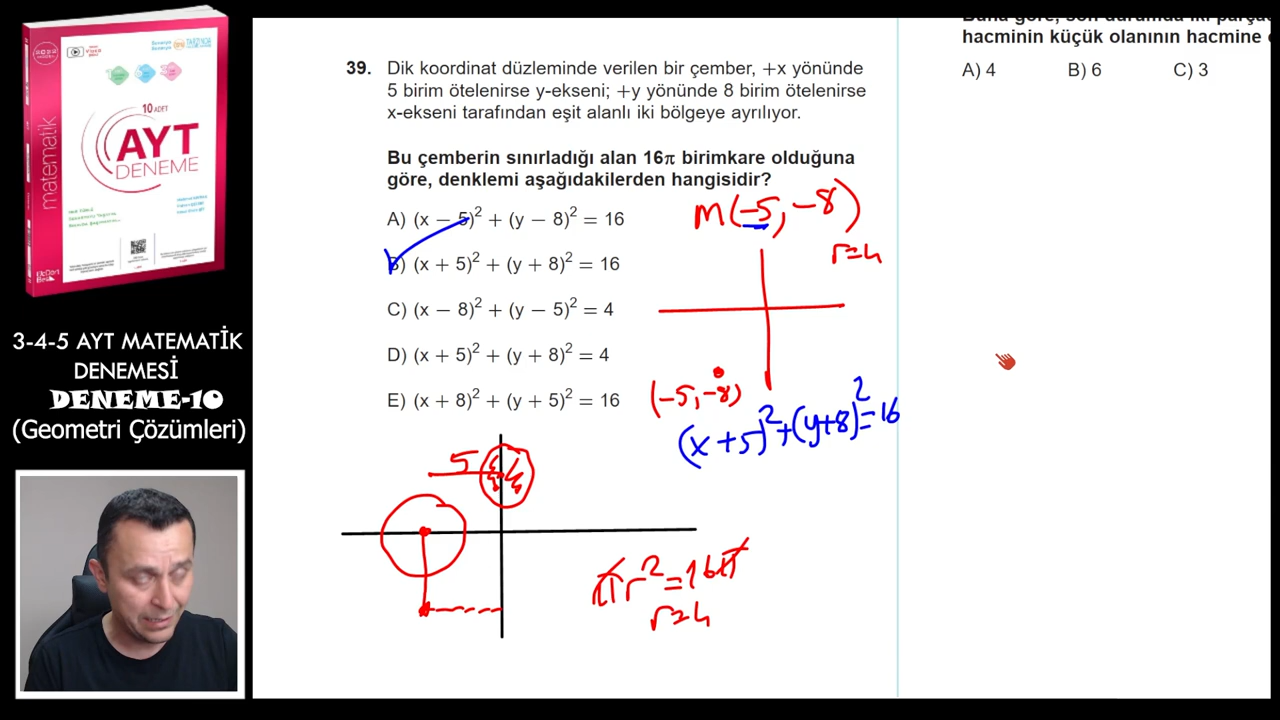 10 ADET
AYT
DENEME
matematik
3-4-5 AYT MATEMATİK
DENEMESİ
DENEME-10
(Geometri Çözümleri)
39. Dik koordinat düzleminde verilen bir çember, +x yönünde
5 birim ötelenirse y-ekseni; +y yönünde 8 birim ötelenirse
x-ekseni tarafından eşit alanlı iki bölgeye ayrılıyor.
Bu çemberin sınırladığı alan 16π birimkare olduğuna
göre, denklemi aşağıdakilerden hangisidir?
A) (x − 5)² + (y − 8)² = 16
B) (x + 5)² + (y + 8)² = 16
C) (x − 8)² + (y − 5)² = 4
D) (x + 5)² + (y + 8)² = 4
E) (x + 8)² + (y + 5)² = 16
m(-5, -8)
r=4
(-5, -8)
(x+5)²+(y+8)²=16
5
πr²=16π
r=4
hacminin küçük olanının hacmine
A) 4 B) 6 C) 3